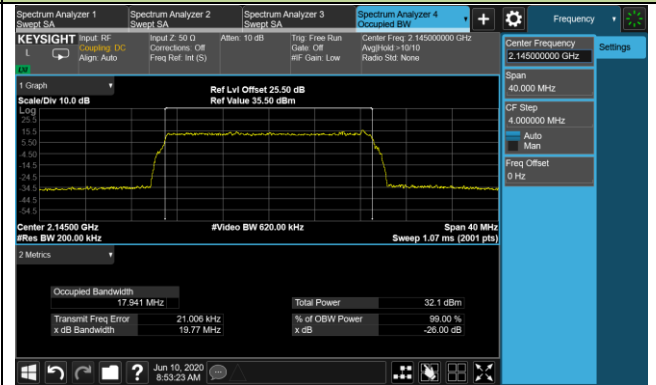 Spectrum Analyzer 1
Swept SA
Spectrum Analyzer 2
Swept SA
Spectrum Analyzer 3
Swept SA
Spectrum Analyzer 4
Occupied BW
Frequency
KEYSIGHT
L
Input: RF
Coupling: DC
Align: Auto
Input Z: 50 Ω
Corrections: Off
Freq Ref: Int (S)
Atten: 10 dB
Trig: Free Run
Gate: Off
#IF Gain: Low
Center Freq: 2.145000000 GHz
Avg|Hold:>10/10
Radio Std: None
Center Frequency
2.145000000 GHz
Settings
Span
40.000 MHz
CF Step
4.000000 MHz
Auto
Man
Freq Offset
0 Hz
1 Graph
Scale/Div 10.0 dB
Ref Lvl Offset 25.50 dB
Ref Value 35.50 dBm
Log
25.5
15.5
5.50
-4.50
-14.5
-24.5
-34.5
-44.5
-54.5
Center 2.14500 GHz
#Res BW 200.00 kHz
#Video BW 620.00 kHz
Span 40 MHz
Sweep 1.07 ms (2001 pts)
2 Metrics
Occupied Bandwidth
17.941 MHz
Total Power 32.1 dBm
Transmit Freq Error 21.006 kHz
% of OBW Power 99.00 %
x dB Bandwidth 19.77 MHz
x dB -26.00 dB
?
Jun 10, 2020
8:53:23 AM